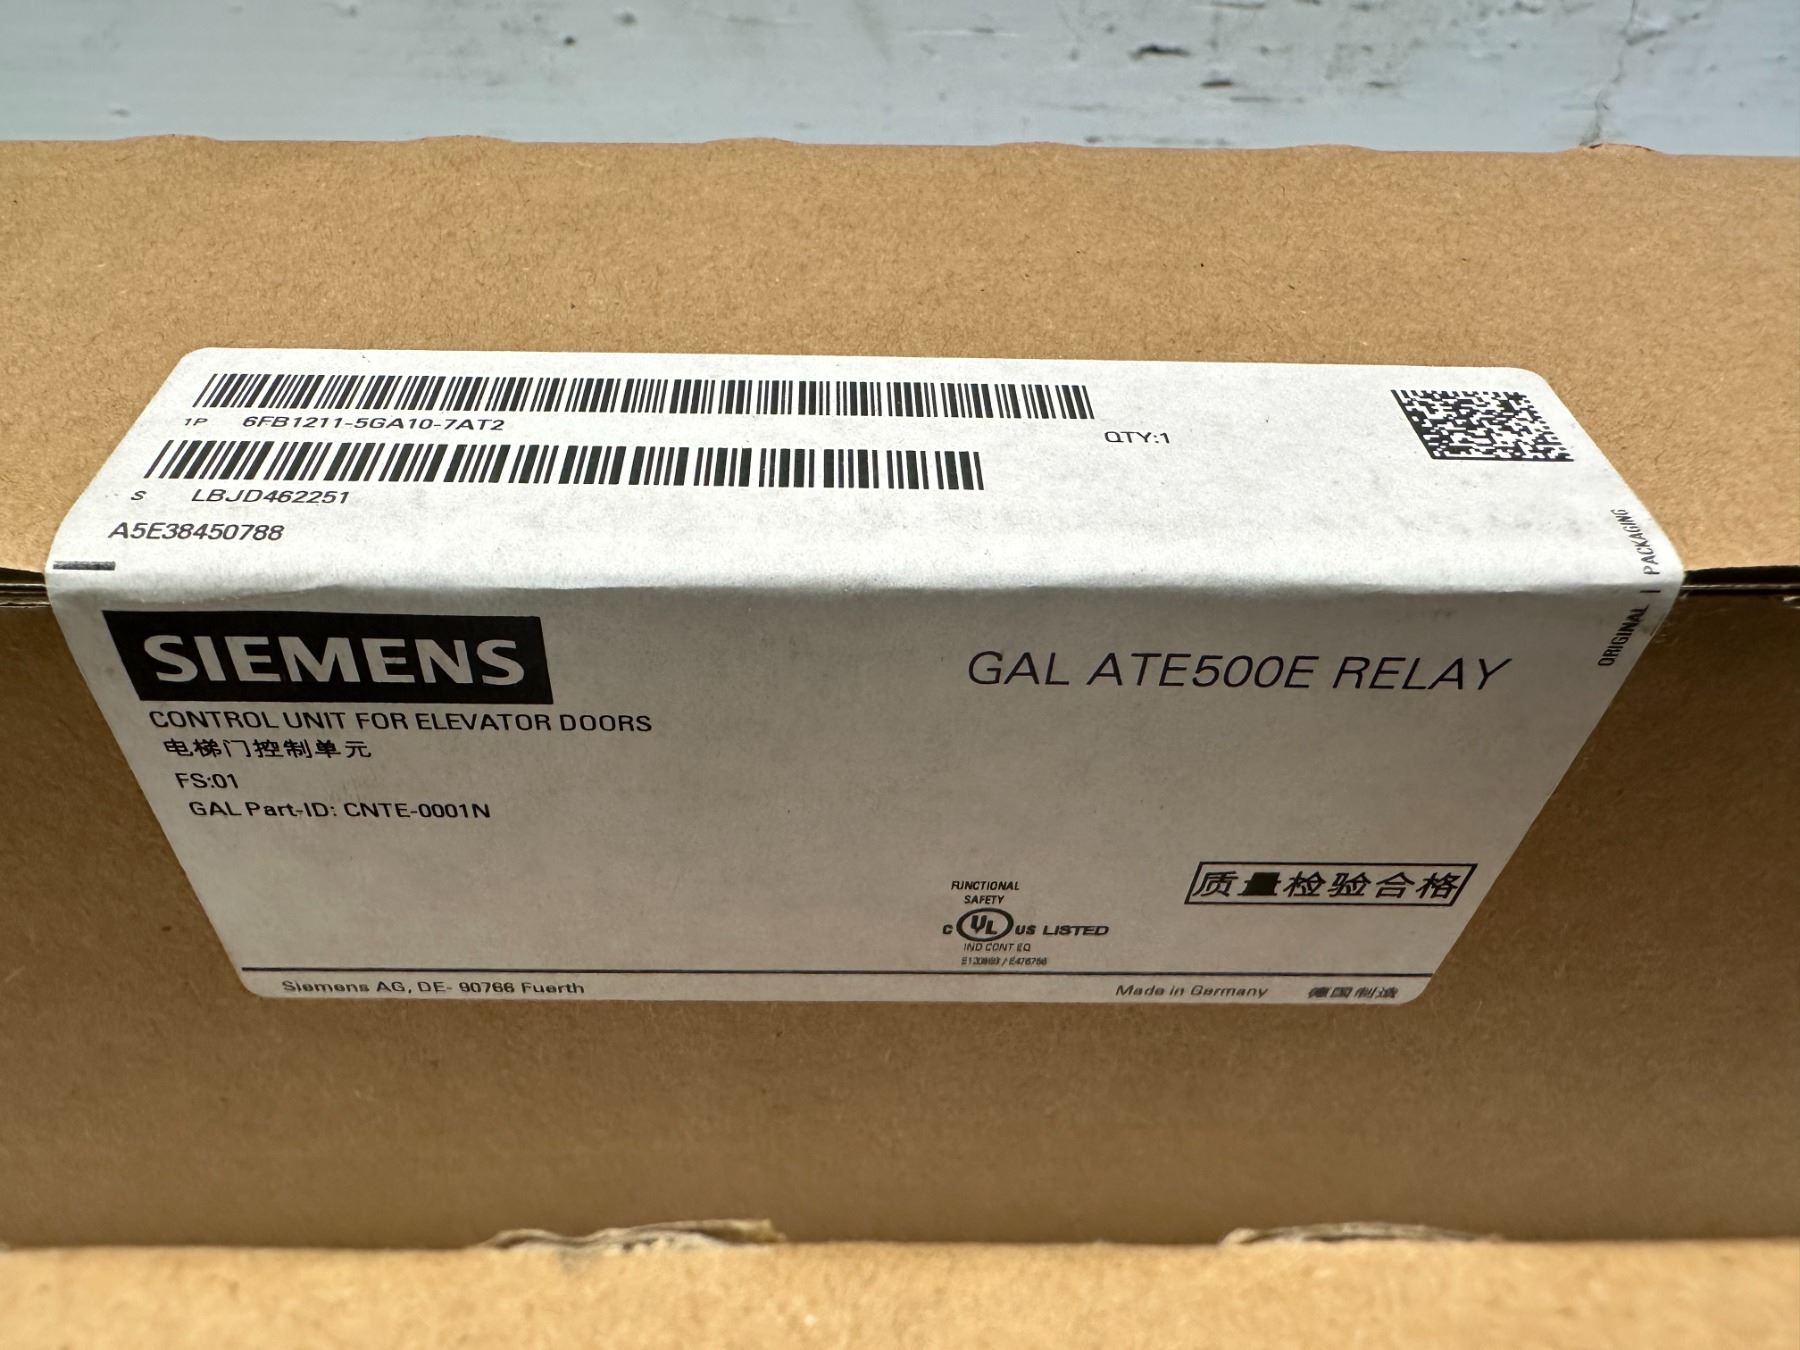 1P 6FB1211-5GA10-7AT2
QTY:1
S LBJD462251
A5E38450788
ORIGINAL | PACKAGING
SIEMENS
GAL ATE500E RELAY
CONTROL UNIT FOR ELEVATOR DOORS
电梯门控制单元
FS:01
GAL Part-ID: CNTE-0001N
质量检验合格
FUNCTIONAL
SAFETY
C UL US LISTED
IND CONT EQ
Siemens AG, DE- 90766 Fuerth
Made in Germany 德国制造